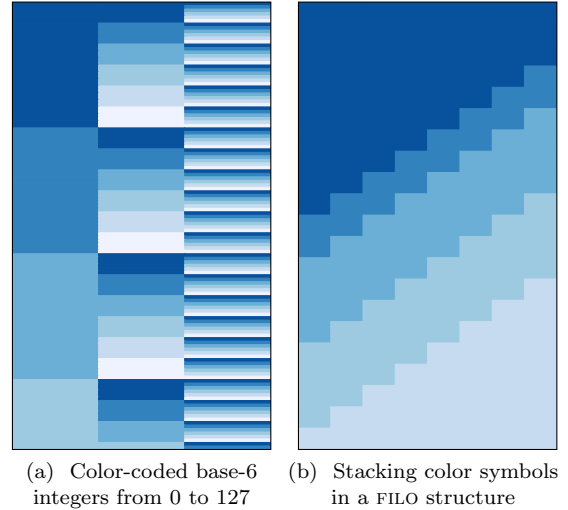 (a) Color-coded base-6
integers from 0 to 127
(b) Stacking color symbols
in a FILO structure